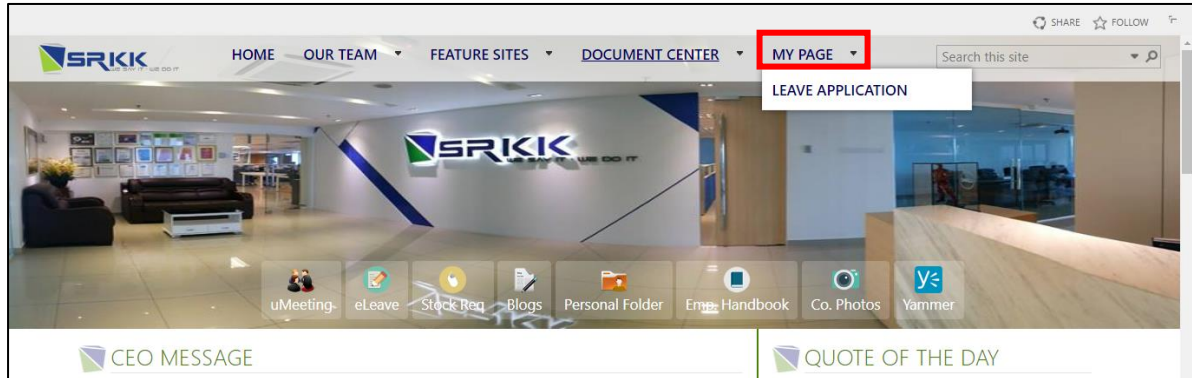 SHARE FOLLOW
SRKK
WE SAY IT · WE DO IT
HOME OUR TEAM FEATURE SITES DOCUMENT CENTER MY PAGE Search this site
LEAVE APPLICATION
SRKK
WE SAY IT · WE DO IT
uMeeting eLeave Stock Req Blogs Personal Folder Emp. Handbook Co. Photos Yammer
CEO MESSAGE QUOTE OF THE DAY